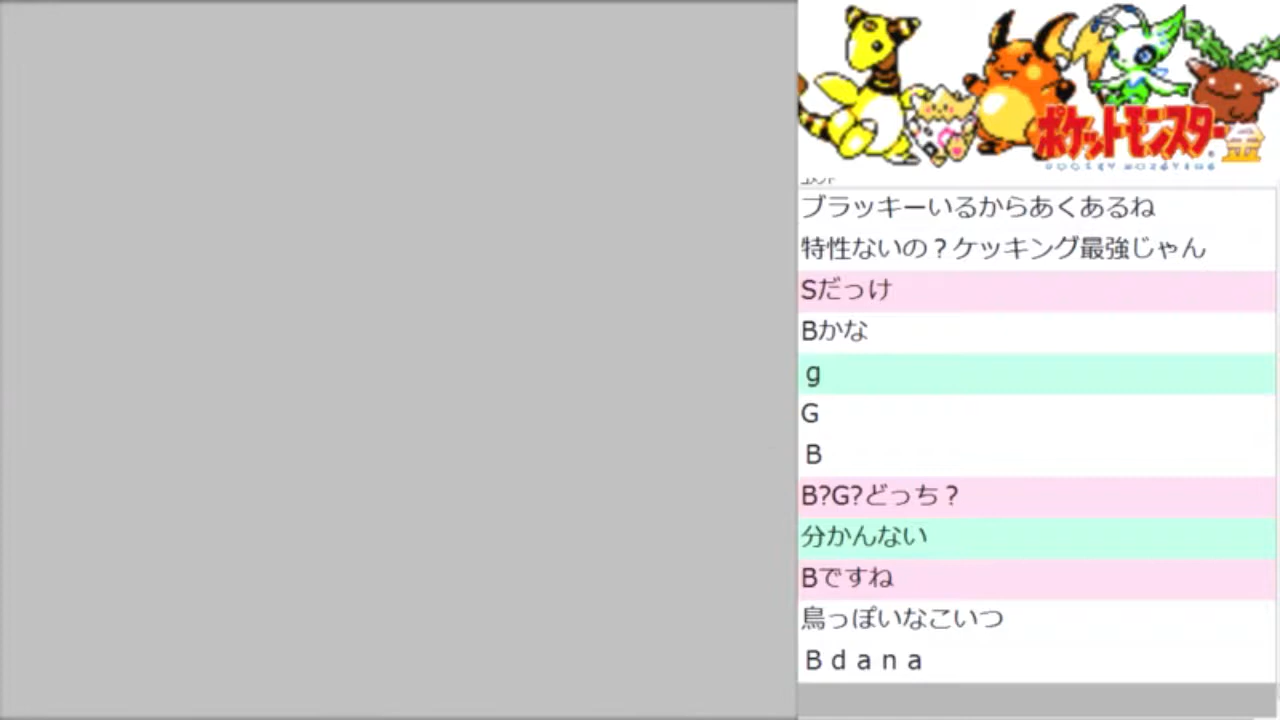 ポケットモンスター金
ブラッキーいるからあくあるね
特性ないの？ケッキング最強じゃん
Sだっけ
Bかな
g
G
B
B?G?どっち？
分かんない
Bですね
鳥っぽいなこいつ
Bdana